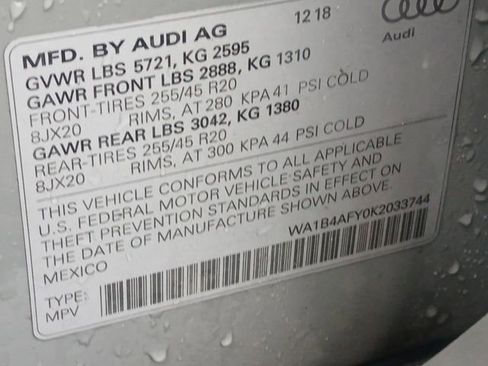 12 18
Audi
MFD. BY AUDI AG
GVWR LBS 5721, KG 2595
GAWR FRONT LBS 2888, KG 1310
FRONT-TIRES 255/45 R20
8JX20 RIMS, AT 280 KPA 41 PSI COLD
GAWR REAR LBS 3042, KG 1380
REAR-TIRES 255/45 R20
8JX20 RIMS, AT 300 KPA 44 PSI COLD
THIS VEHICLE CONFORMS TO ALL APPLICABLE
U.S. FEDERAL MOTOR VEHICLE SAFETY AND
THEFT PREVENTION STANDARDS IN EFFECT ON
THE DATE OF MANUFACTURE SHOWN ABOVE.
MEXICO
WA1B4AFY0K2033744
TYPE:
MPV